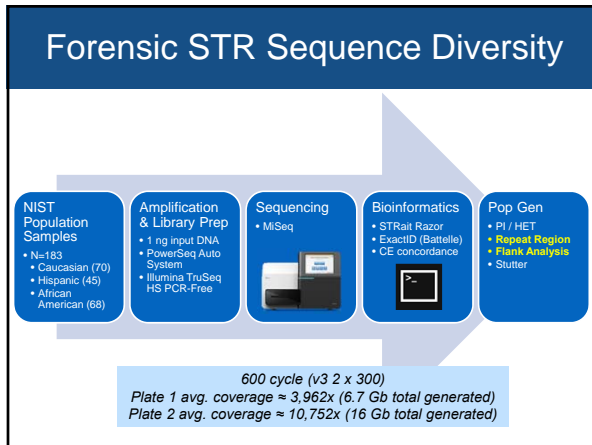 Forensic STR Sequence Diversity
NIST
Population
Samples
• N=183
• Caucasian (70)
• Hispanic (45)
• African
American (68)
Amplification
& Library Prep
• 1 ng input DNA
• PowerSeq Auto
System
• Illumina TruSeq
HS PCR-Free
Sequencing
• MiSeq
Bioinformatics
• STRait Razor
• ExactID (Battelle)
• CE concordance
>_
Pop Gen
• PI / HET
• Repeat Region
• Flank Analysis
• Stutter
600 cycle (v3 2 x 300)
Plate 1 avg. coverage ≈ 3,962x (6.7 Gb total generated)
Plate 2 avg. coverage ≈ 10,752x (16 Gb total generated)